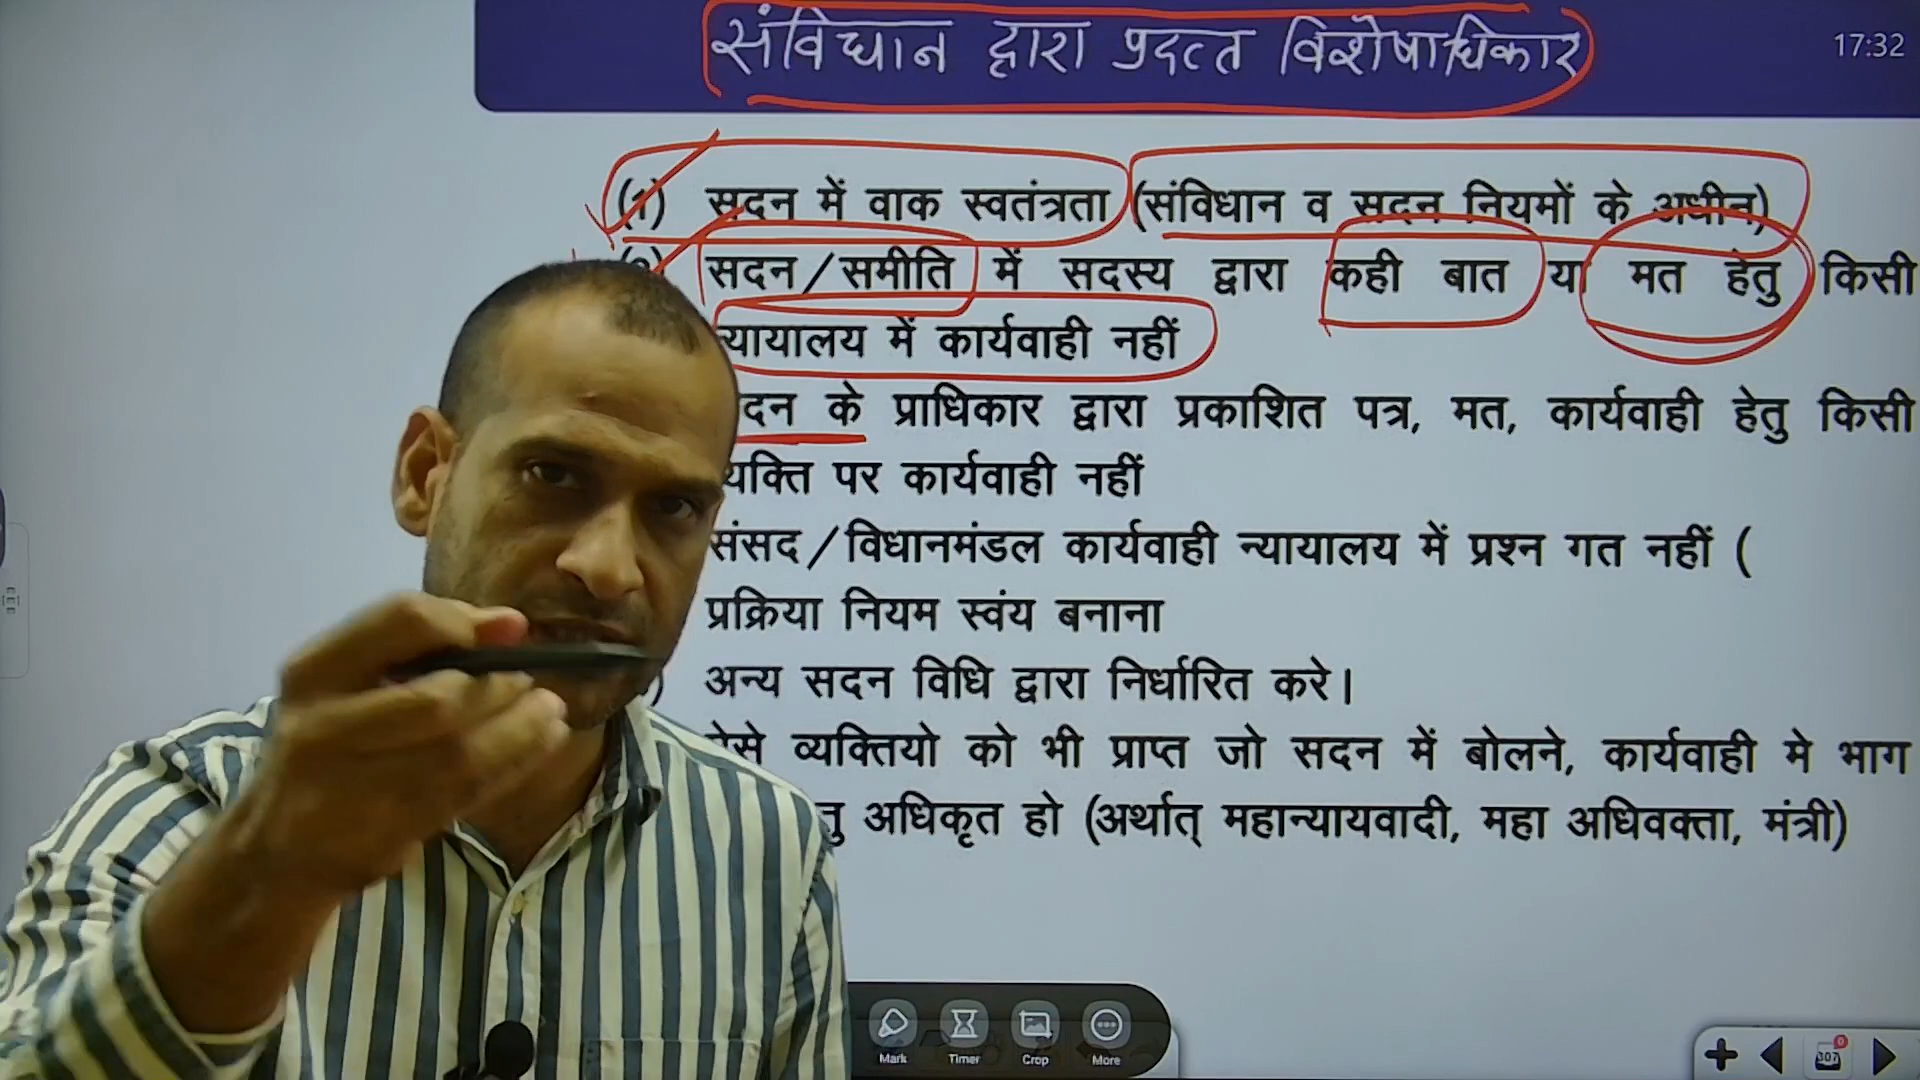 संविधान द्वारा प्रदत्त विशेषाधिकार
17:32
(1) सदन में वाक स्वतंत्रता (संविधान व सदन नियमों के अधीन)
सदन/समीति में सदस्य द्वारा कही बात या मत हेतु किसी
न्यायालय में कार्यवाही नहीं
दन के प्राधिकार द्वारा प्रकाशित पत्र, मत, कार्यवाही हेतु किसी
व्यक्ति पर कार्यवाही नहीं
संसद/विधानमंडल कार्यवाही न्यायालय में प्रश्न गत नहीं (
प्रक्रिया नियम स्वंय बनाना
) अन्य सदन विधि द्वारा निर्धारित करे।
ऐसे व्यक्तियो को भी प्राप्त जो सदन में बोलने, कार्यवाही मे भाग
तु अधिकृत हो (अर्थात् महान्यायवादी, महा अधिवक्ता, मंत्री)
Mark Timer Crop More
307
0